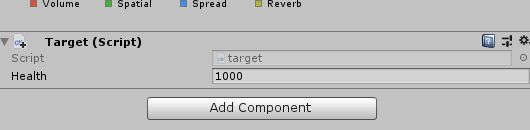 Volume Spatial Spread Reverb
Target (Script)
Script target
Health 1000
Add Component